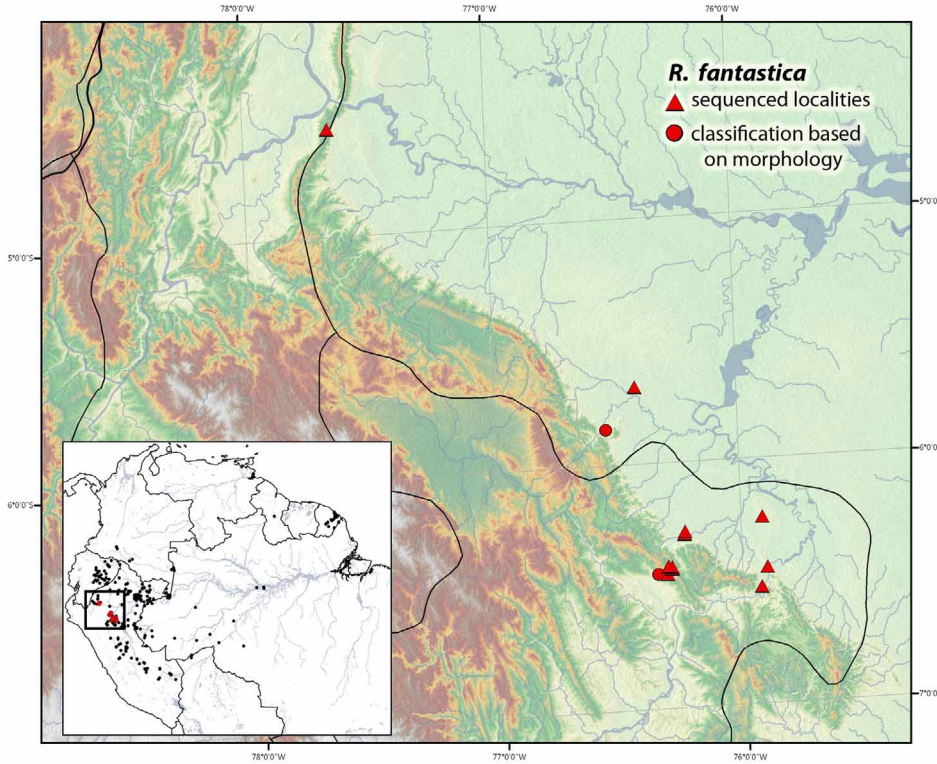 78°0'0"W 77°0'0"W 76°0'0"W
R. fantastica
sequenced localities
classification based
on morphology
5°0'0
5°0'0"S
6°0'0
6°0'0"S
7°0'0
78°0'0"W 77°0'0"W 76°0'0"W